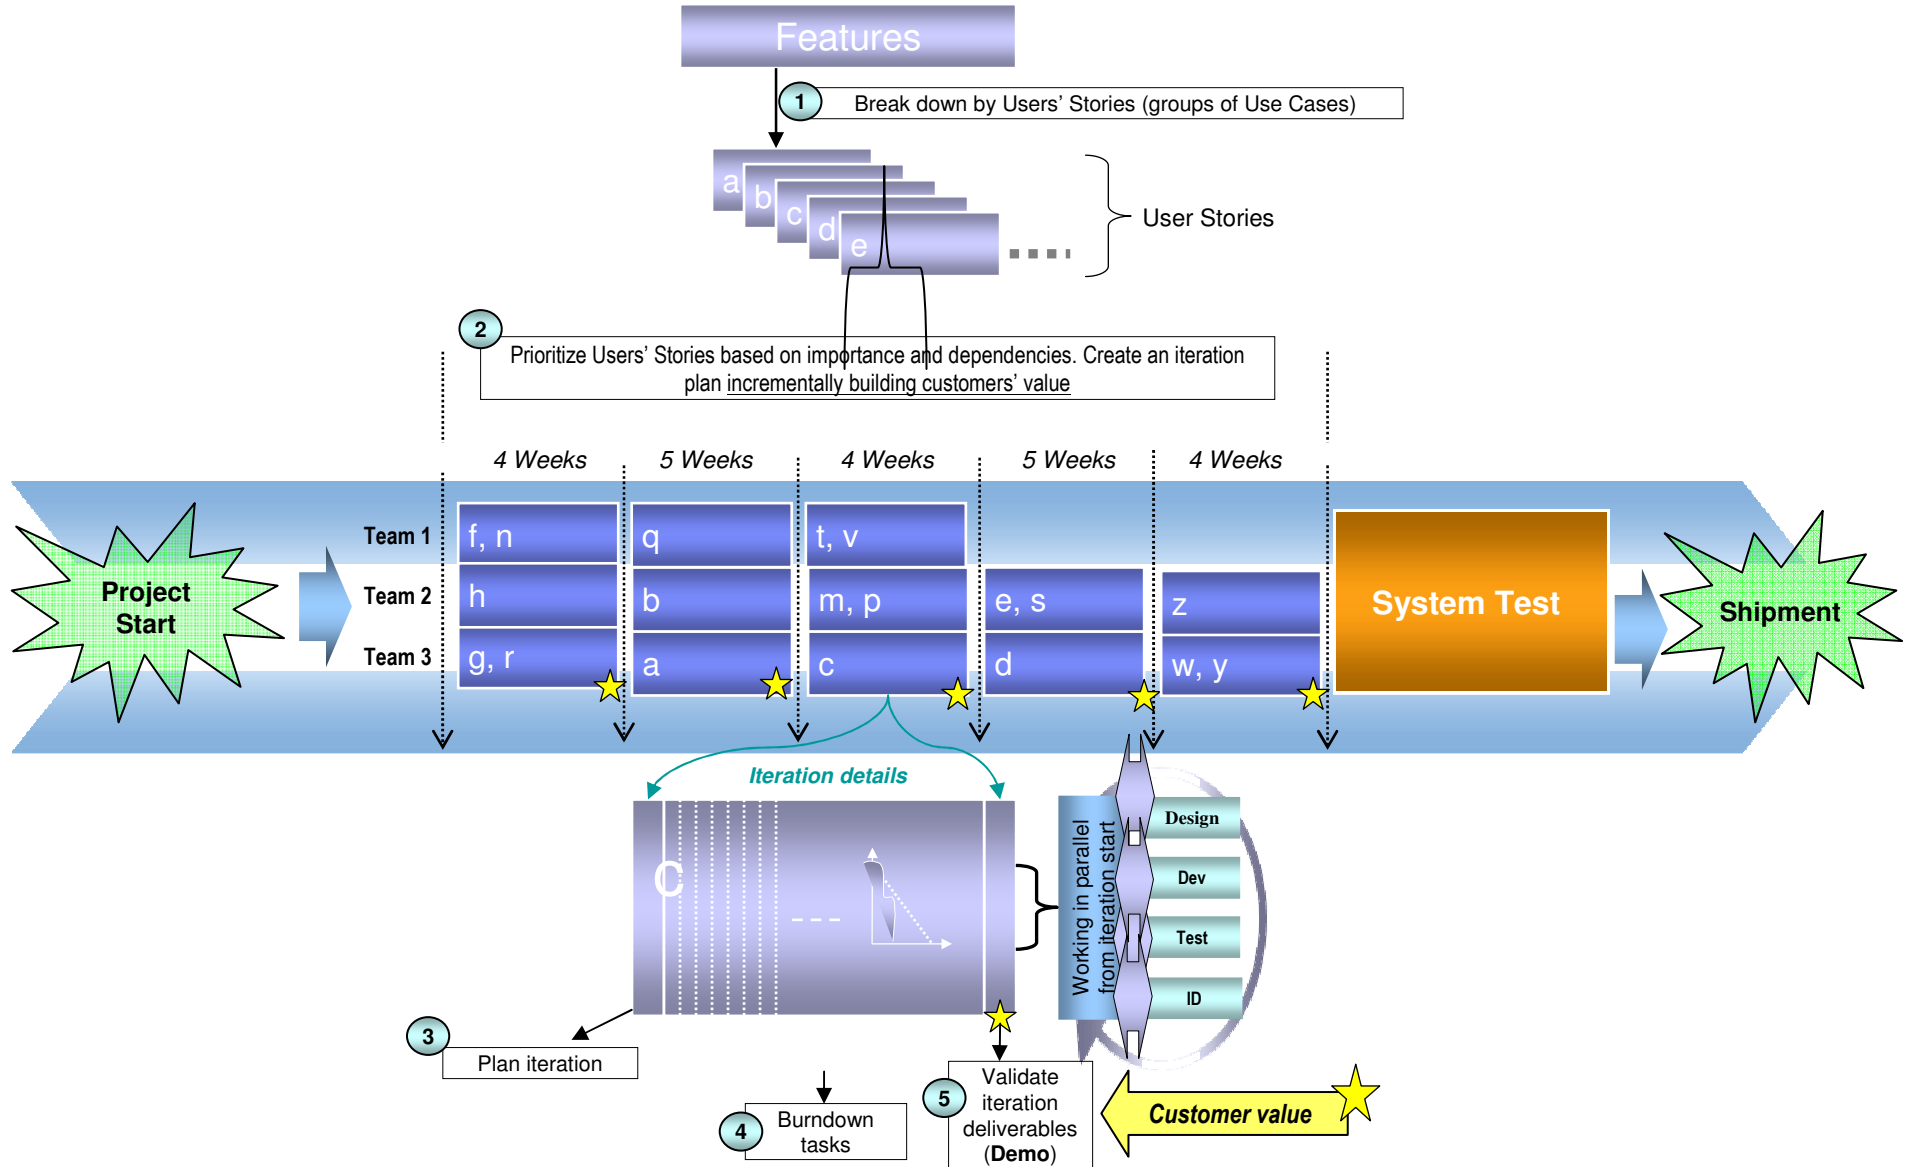 Features
1
Break down by Users’ Stories (groups of Use Cases)
a
b
c
d
e
User Stories
2
Prioritize Users’ Stories based on importance and dependencies. Create an iteration
plan incrementally building customers’ value
4 Weeks
5 Weeks
4 Weeks
5 Weeks
4 Weeks
Project
Start
Team 1
f, n
q
t, v
Team 2
h
b
m, p
e, s
z
Team 3
g, r
a
c
d
w, y
System Test
Shipment
Iteration details
C
Working in parallel
from iteration start
Design
Dev
Test
ID
3
Plan iteration
4
Burndown
tasks
5
Validate
iteration
deliverables
(Demo)
Customer value